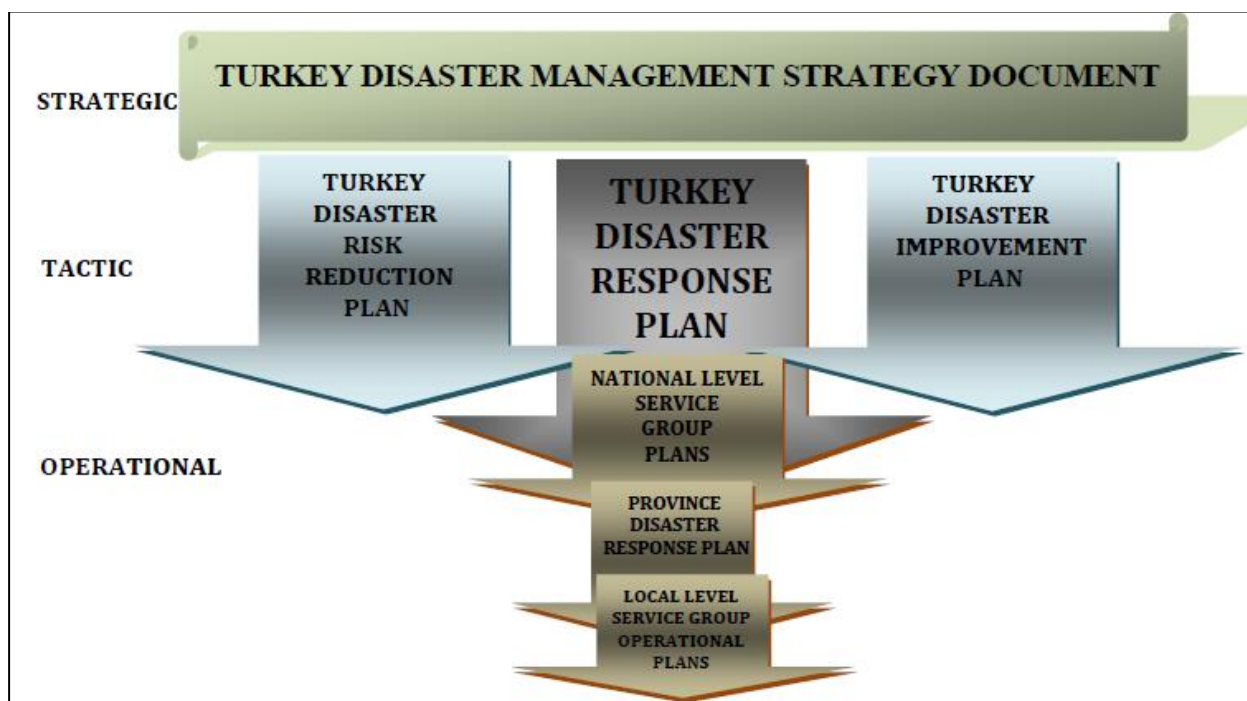 TURKEY DISASTER MANAGEMENT STRATEGY DOCUMENT
STRATEGIC
TURKEY
DISASTER
RISK
REDUCTION
PLAN
TURKEY
DISASTER
RESPONSE
PLAN
TURKEY
DISASTER
IMPROVEMENT
PLAN
TACTIC
NATIONAL LEVEL
SERVICE
GROUP
PLANS
OPERATIONAL
PROVINCE
DISASTER
RESPONSE PLAN
LOCAL LEVEL
SERVICE GROUP
OPERATIONAL
PLANS